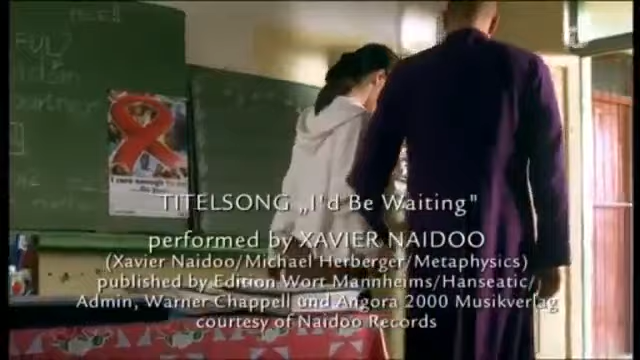 TITELSONG „I'd Be Waiting"
performed by XAVIER NAIDOO
(Xavier Naidoo/Michael Herberger/Metaphysics)
published by Edition Wort Mannheims/Hanseatic/
Admin, Warner Chappell und Angora 2000 Musikverlag
courtesy of Naidoo Records